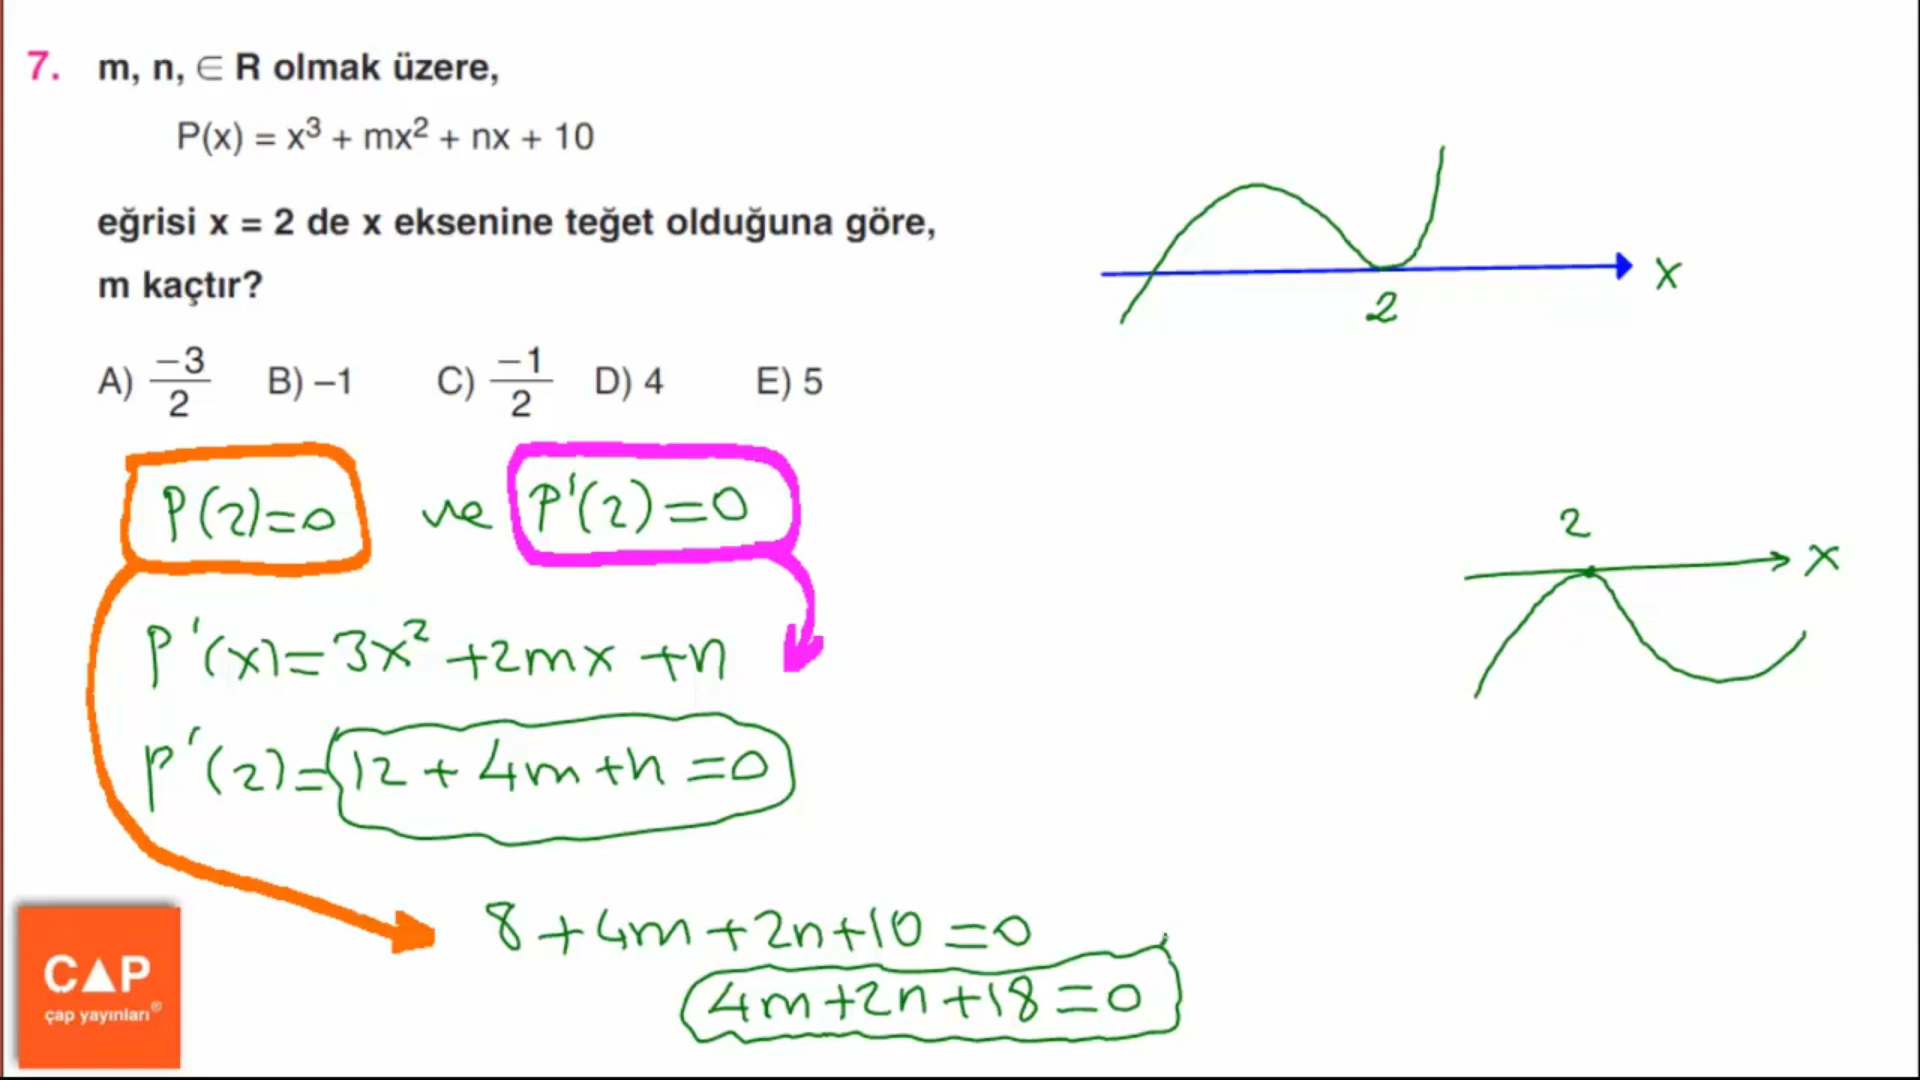 7. m, n, ∈ R olmak üzere,
P(x) = x³ + mx² + nx + 10
eğrisi x = 2 de x eksenine teğet olduğuna göre,
m kaçtır?
A) −3/2 B) –1 C) −1/2 D) 4 E) 5
x
2
P(2)=0 ve P'(2)=0
2
x
P'(x)=3x²+2mx+n
P'(2)=12+4m+n=0
8+4m+2n+10=0
4m+2n+18=0
ÇAP
çap yayınları®